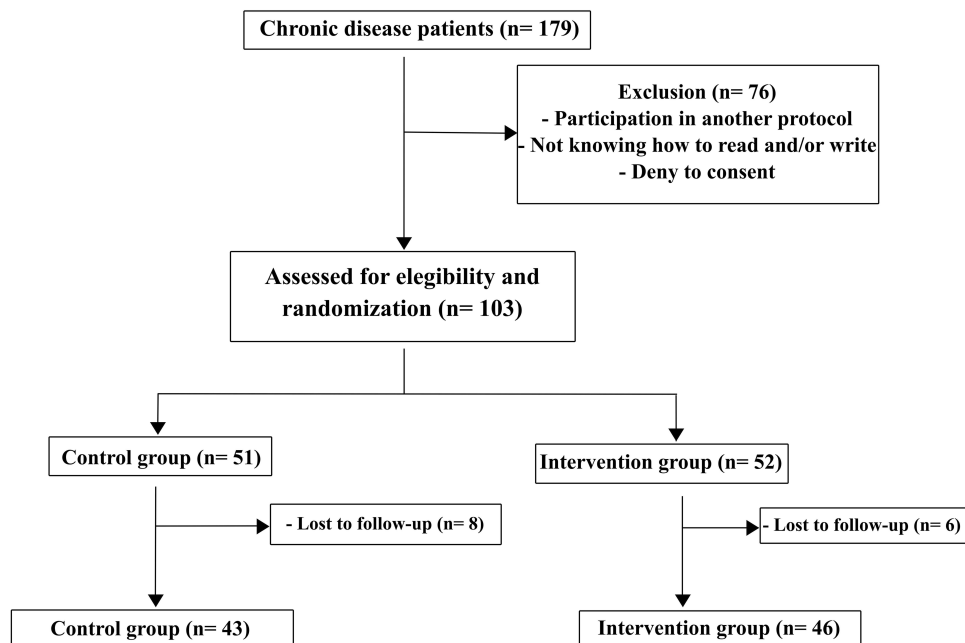 Chronic disease patients (n= 179)
Exclusion (n= 76)
- Participation in another protocol
- Not knowing how to read and/or write
- Deny to consent
Assessed for elegibility and
randomization (n= 103)
Control group (n= 51)
Intervention group (n= 52)
- Lost to follow-up (n= 8)
- Lost to follow-up (n= 6)
Control group (n= 43)
Intervention group (n= 46)